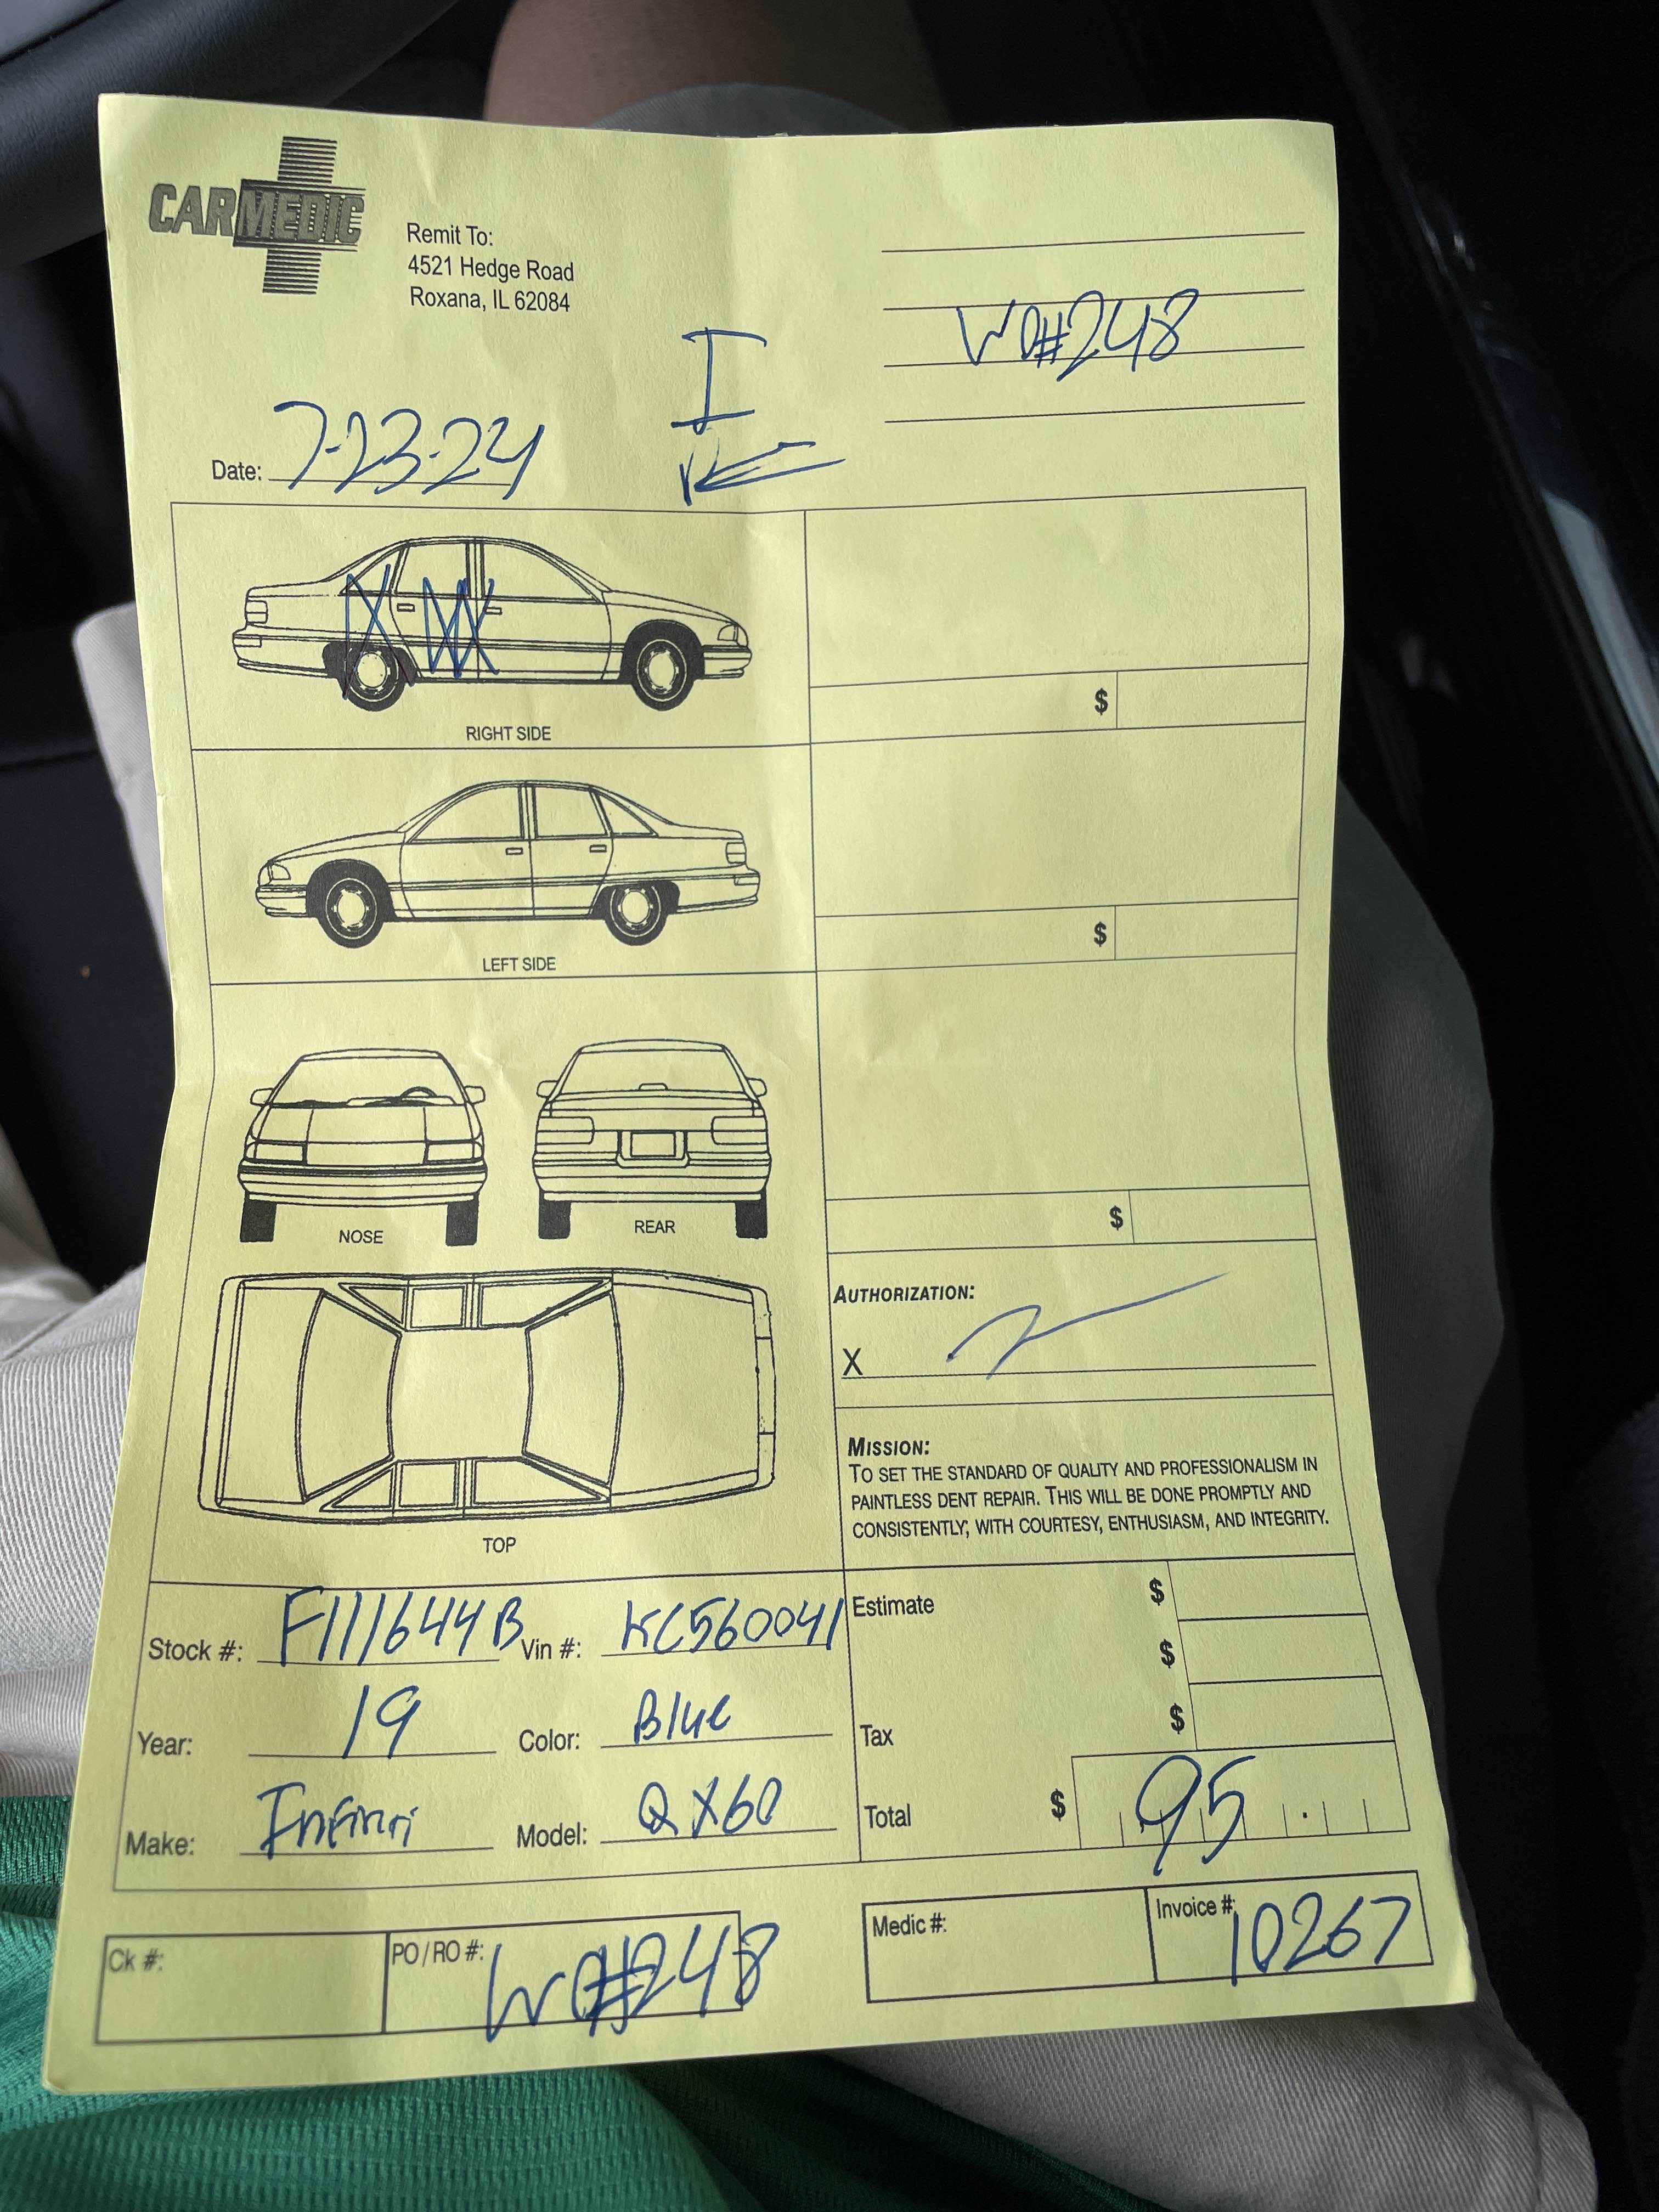 CARMEDIC
Remit To:
4521 Hedge Road
Roxana, IL 62084
WO#248
I
Date: 7-23-24
RIGHT SIDE
$
LEFT SIDE
$
NOSE
REAR
$
TOP
AUTHORIZATION:
X
MISSION:
TO SET THE STANDARD OF QUALITY AND PROFESSIONALISM IN
PAINTLESS DENT REPAIR. THIS WILL BE DONE PROMPTLY AND
CONSISTENTLY, WITH COURTESY, ENTHUSIASM, AND INTEGRITY.
Stock #: F111644B Vin #: KC560041
Year: 19 Color: Blue
Make: Infiniti Model: QX60
Estimate $
$
Tax $
Total $ 95
Ck #:
PO/RO #: WO#248
Medic #:
Invoice #: 10267